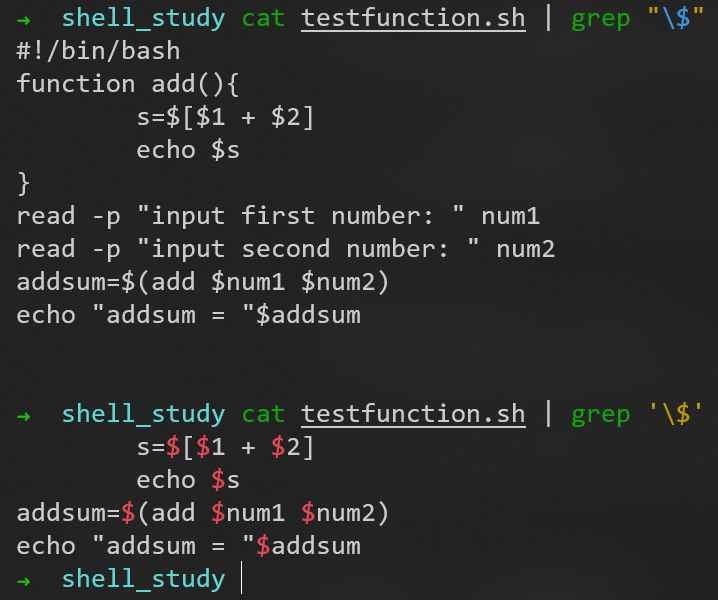 → shell_study cat testfunction.sh | grep "\$"
#!/bin/bash
function add(){
        s=$[$1 + $2]
        echo $s
}
read -p "input first number: " num1
read -p "input second number: " num2
addsum=$(add $num1 $num2)
echo "addsum = "$addsum
→ shell_study cat testfunction.sh | grep '\$'
        s=$[$1 + $2]
        echo $s
addsum=$(add $num1 $num2)
echo "addsum = "$addsum
→ shell_study